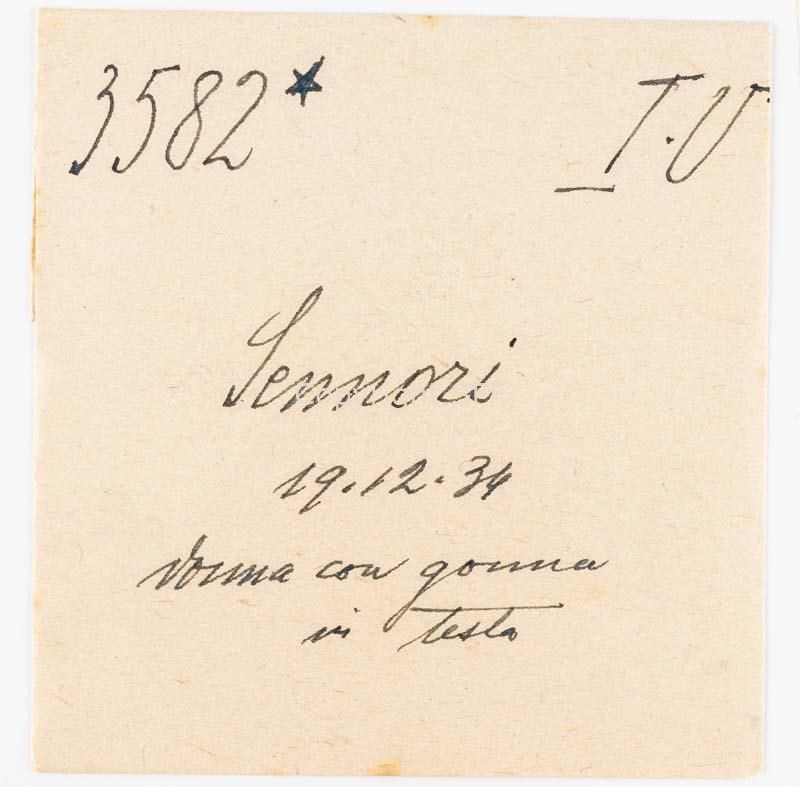 3582* I.V
Sennori
19.12.34
donna con gonna
in testa